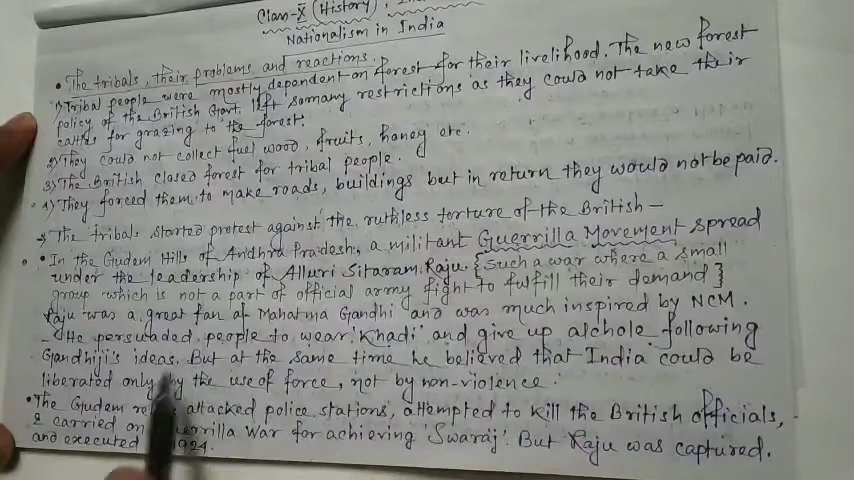 Class-X (History),
Nationalism in India
• The tribals, their problems, and reactions.
1) Tribal people were mostly dependent on forest for their livelihood. The new forest
policy of the British Govt. left so many restrictions as they could not take their
cattles for grazing to the forest.
2) They could not collect fuel wood, fruits, honey etc.
3) The British closed forest for tribal people.
4) They forced them to make roads, buildings but in return they would not be paid.
→ The tribals started protest against the ruthless torture of the British —
• In the Gudem Hills of Andhra Pradesh, a militant Guerrilla Movement spread
under the leadership of Alluri Sitaram Raju. {Such a war where a small
group which is not a part of official army fight to fulfill their demand}
Raju was a great fan of Mahatma Gandhi and was much inspired by NCM.
- He persuaded people to wear 'Khadi' and give up alchole following
Gandhiji's ideas. But at the same time he believed that India could be
liberated only by the use of force, not by non-violence.
• The Gudem attacked police stations, attempted to kill the British officials,
& carried on Guerrilla War for achieving 'Swaraj'. But Raju was captured.
and executed 1924.